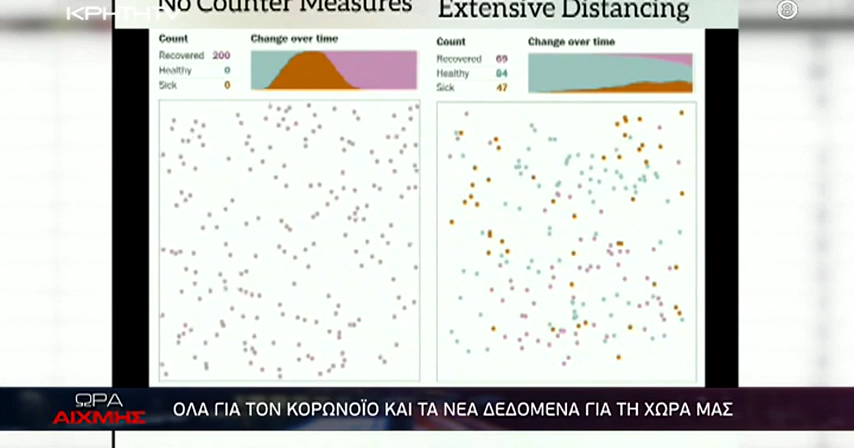 No Counter Measures
Extensive Distancing
ΚΡΗΤΗTV
8
Count
Change over time
Recovered 200
Healthy 0
Sick 0
Count
Change over time
Recovered 69
Healthy 84
Sick 47
ΩΡΑ
ΑΙΧΜΗΣ
ΟΛΑ ΓΙΑ ΤΟΝ ΚΟΡΩΝΟΪΟ ΚΑΙ ΤΑ ΝΕΑ ΔΕΔΟΜΕΝΑ ΓΙΑ ΤΗ ΧΩΡΑ ΜΑΣ